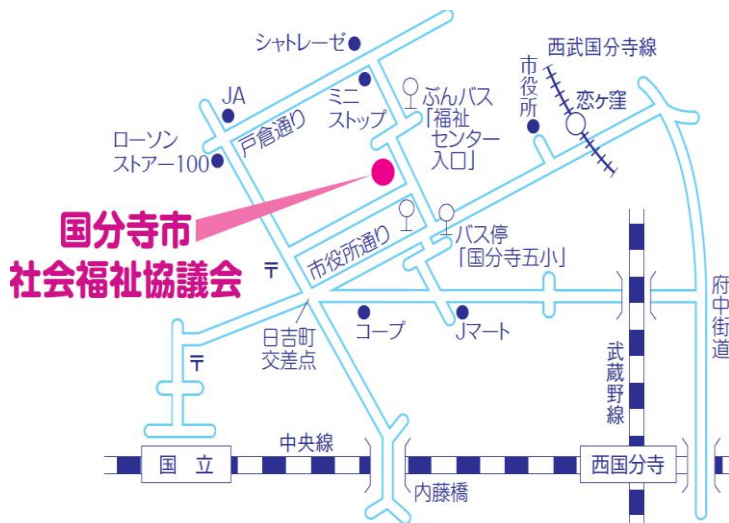 シャトレーゼ
西武国分寺線
JA
ミニ
ストップ
ぶんバス
「福祉
センター
入口」
市役所
恋ヶ窪
ローソン
ストアー100
戸倉通り
国分寺市
社会福祉協議会
〒
市役所通り
バス停
「国分寺五小」
日吉町
交差点
コープ
Jマート
府中街道
〒
武蔵野線
中央線
国立
西国分寺
内藤橋